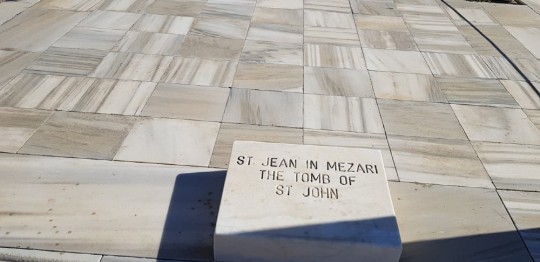 ST JEAN IN MEZARI
THE TOMB OF
ST JOHN